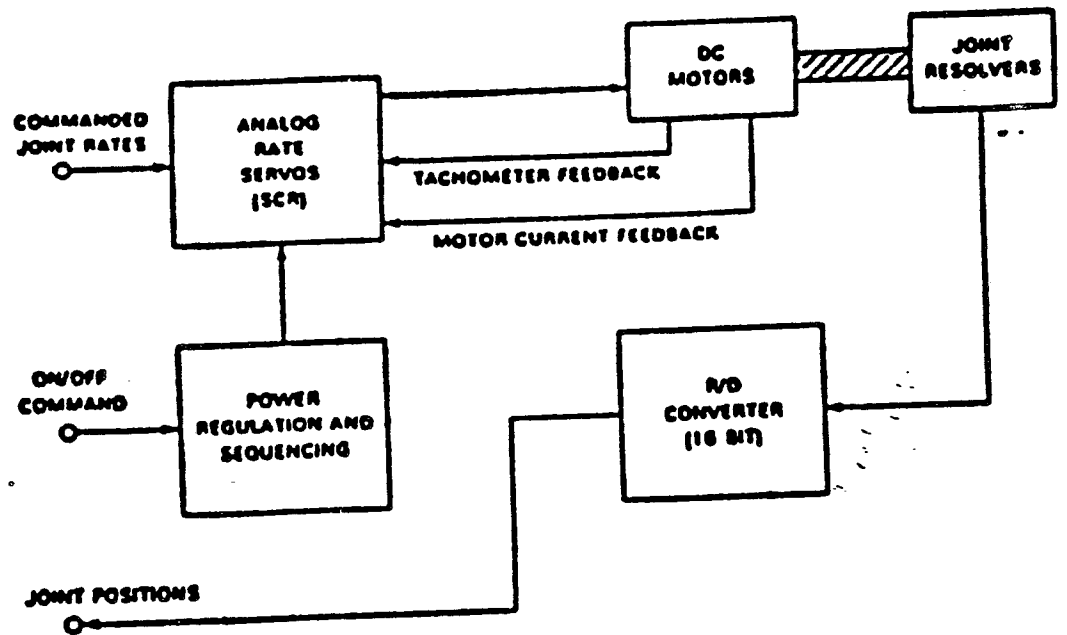 COMMANDED
JOINT RATES
ANALOG
RATE
SERVOS
(SCR)
DC
MOTORS
JOINT
RESOLVERS
TACHOMETER FEEDBACK
MOTOR CURRENT FEEDBACK
ON/OFF
COMMAND
POWER
REGULATION AND
SEQUENCING
R/D
CONVERTER
(16 BIT)
JOINT POSITIONS